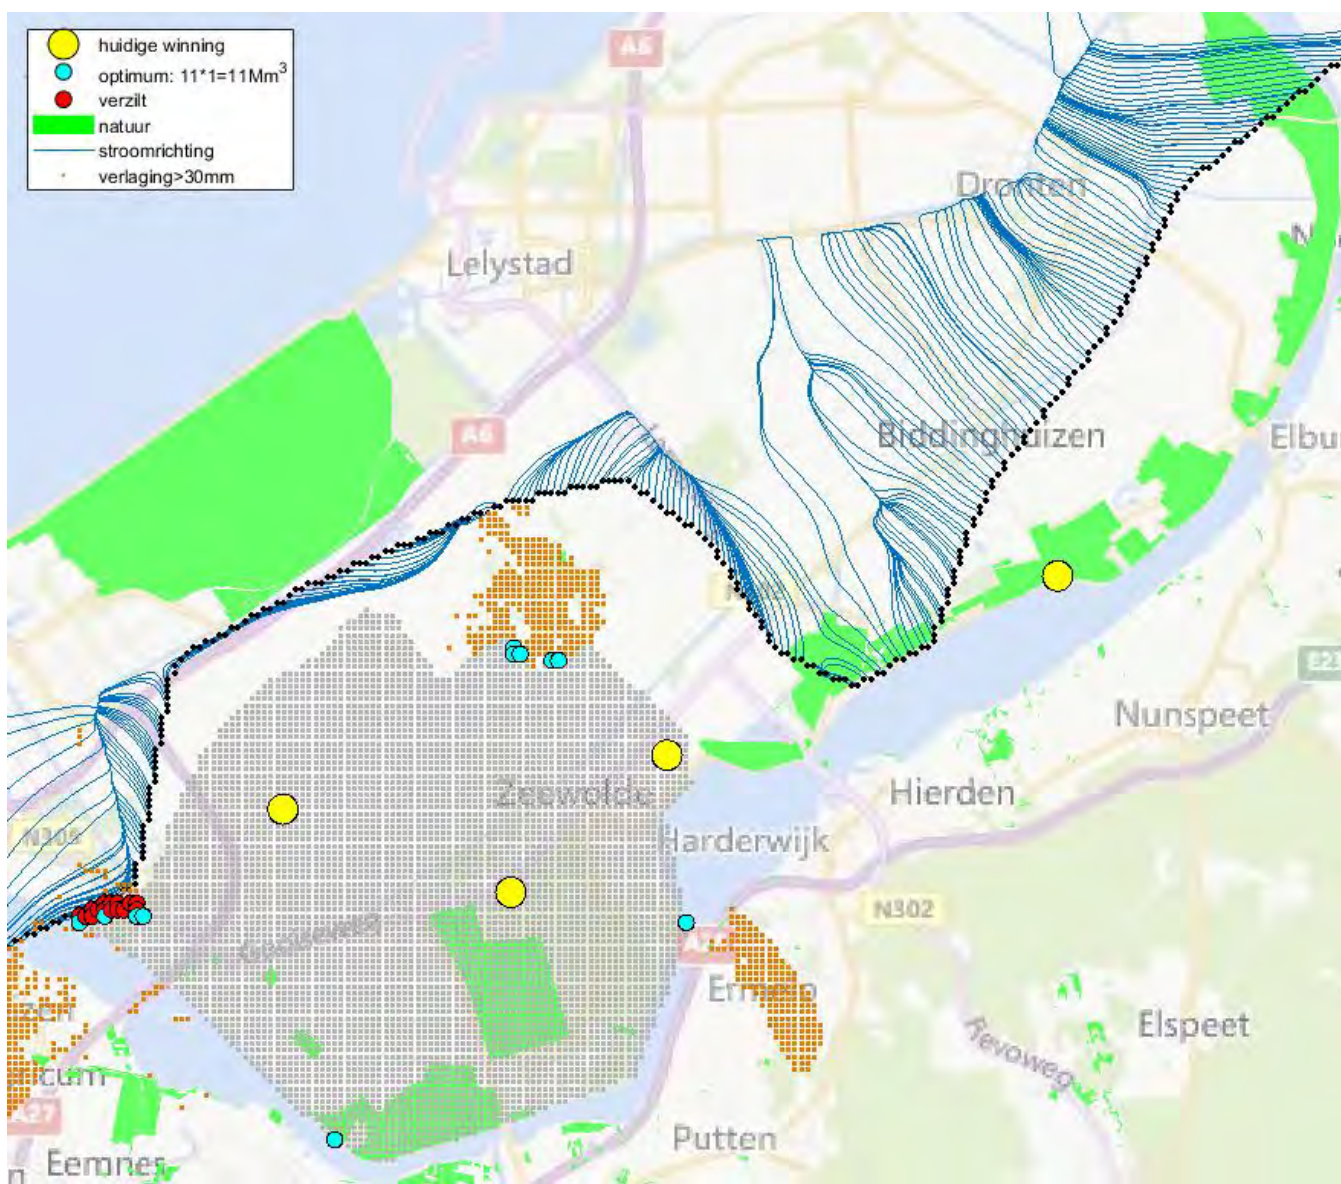 huidige winning
optimum: 11*1=11Mm³
verzilt
natuur
stroomrichting
verlaging>30mm
A6
Dronten
Lelystad
A6
Biddinghuizen
Elbu
Nunspeet
Zeewolde
Hierden
N305
Harderwijk
N302
Gooiseweg
Ermelo
Elspeet
Revoweg
A27
Putten
Eemnes